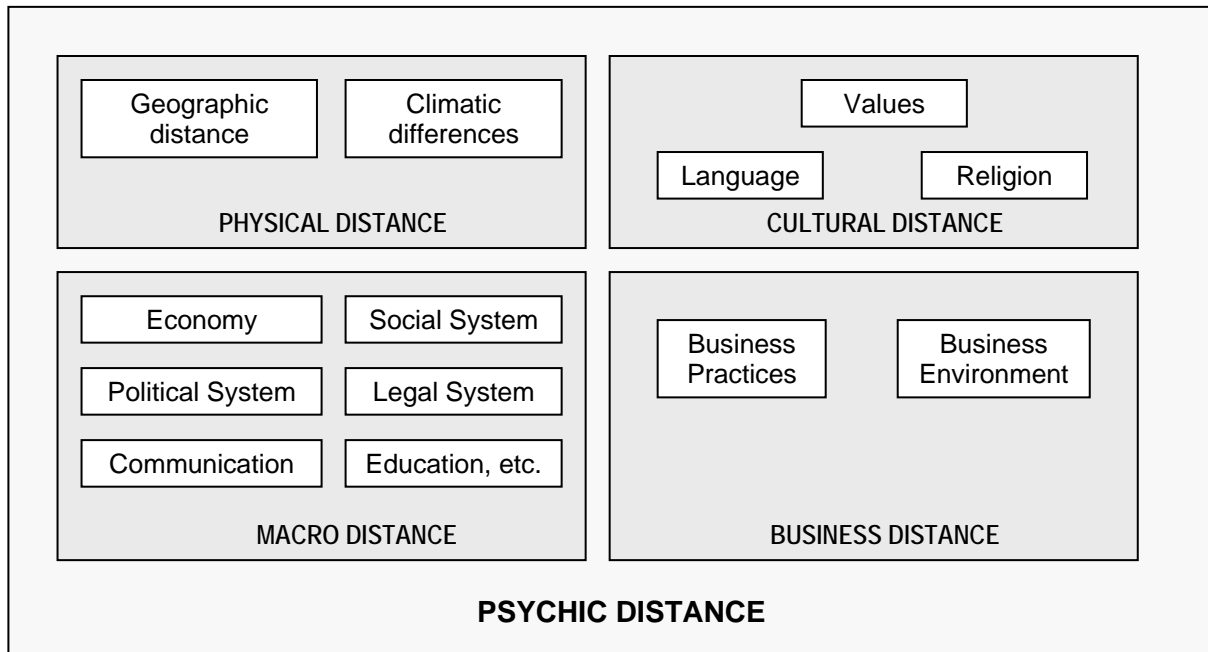 Geographic
distance
Climatic
differences
PHYSICAL DISTANCE
Values
Language
Religion
CULTURAL DISTANCE
Economy
Social System
Political System
Legal System
Communication
Education, etc.
MACRO DISTANCE
Business
Practices
Business
Environment
BUSINESS DISTANCE
PSYCHIC DISTANCE